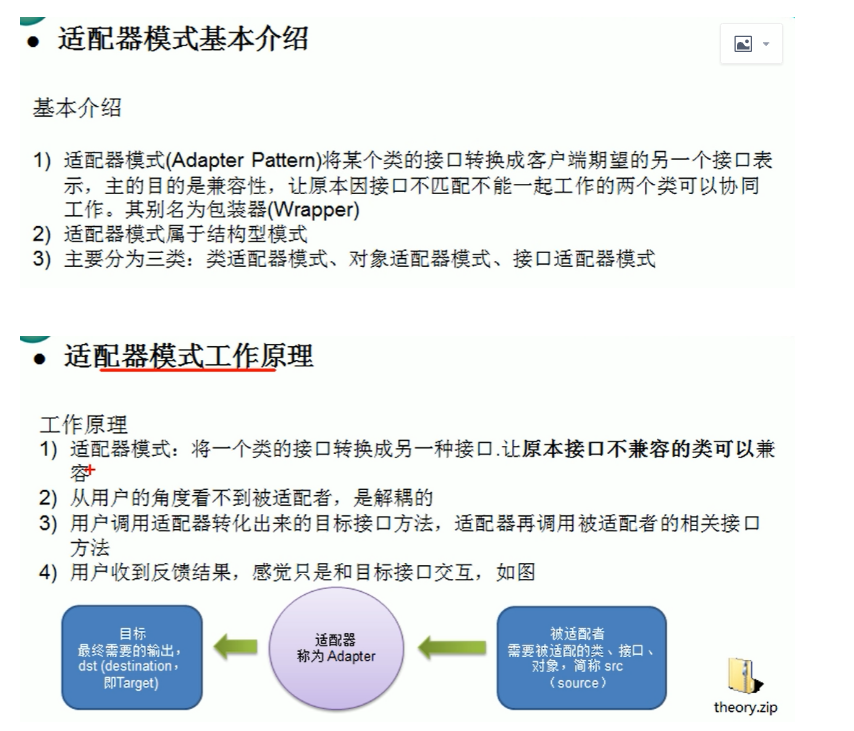 ● 适配器模式基本介绍
基本介绍
1) 适配器模式(Adapter Pattern)将某个类的接口转换成客户端期望的另一个接口表
示，主的目的是兼容性，让原本因接口不匹配不能一起工作的两个类可以协同
工作。其别名为包装器(Wrapper)
2) 适配器模式属于结构型模式
3) 主要分为三类：类适配器模式、对象适配器模式、接口适配器模式
● 适配器模式工作原理
工作原理
1) 适配器模式：将一个类的接口转换成另一种接口.让原本接口不兼容的类可以兼
容
2) 从用户的角度看不到被适配者，是解耦的
3) 用户调用适配器转化出来的目标接口方法，适配器再调用被适配者的相关接口
方法
4) 用户收到反馈结果，感觉只是和目标接口交互，如图
目标
最终需要的输出，
dst (destination，
即Target)
适配器
称为 Adapter
被适配者
需要被适配的类、接口、
对象，简称 src
（source）
theory.zip